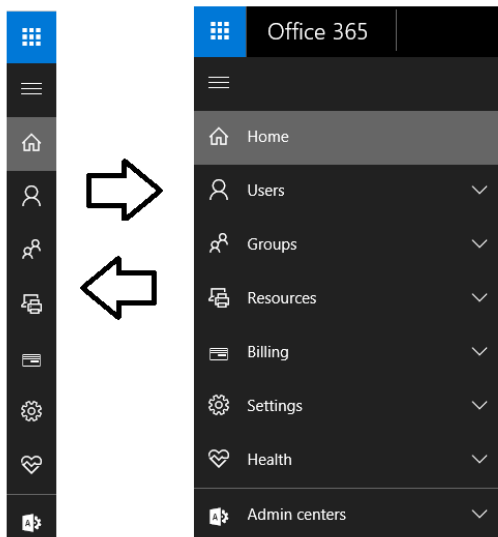 Office 365
Home
Users
Groups
Resources
Billing
Settings
Health
Admin centers